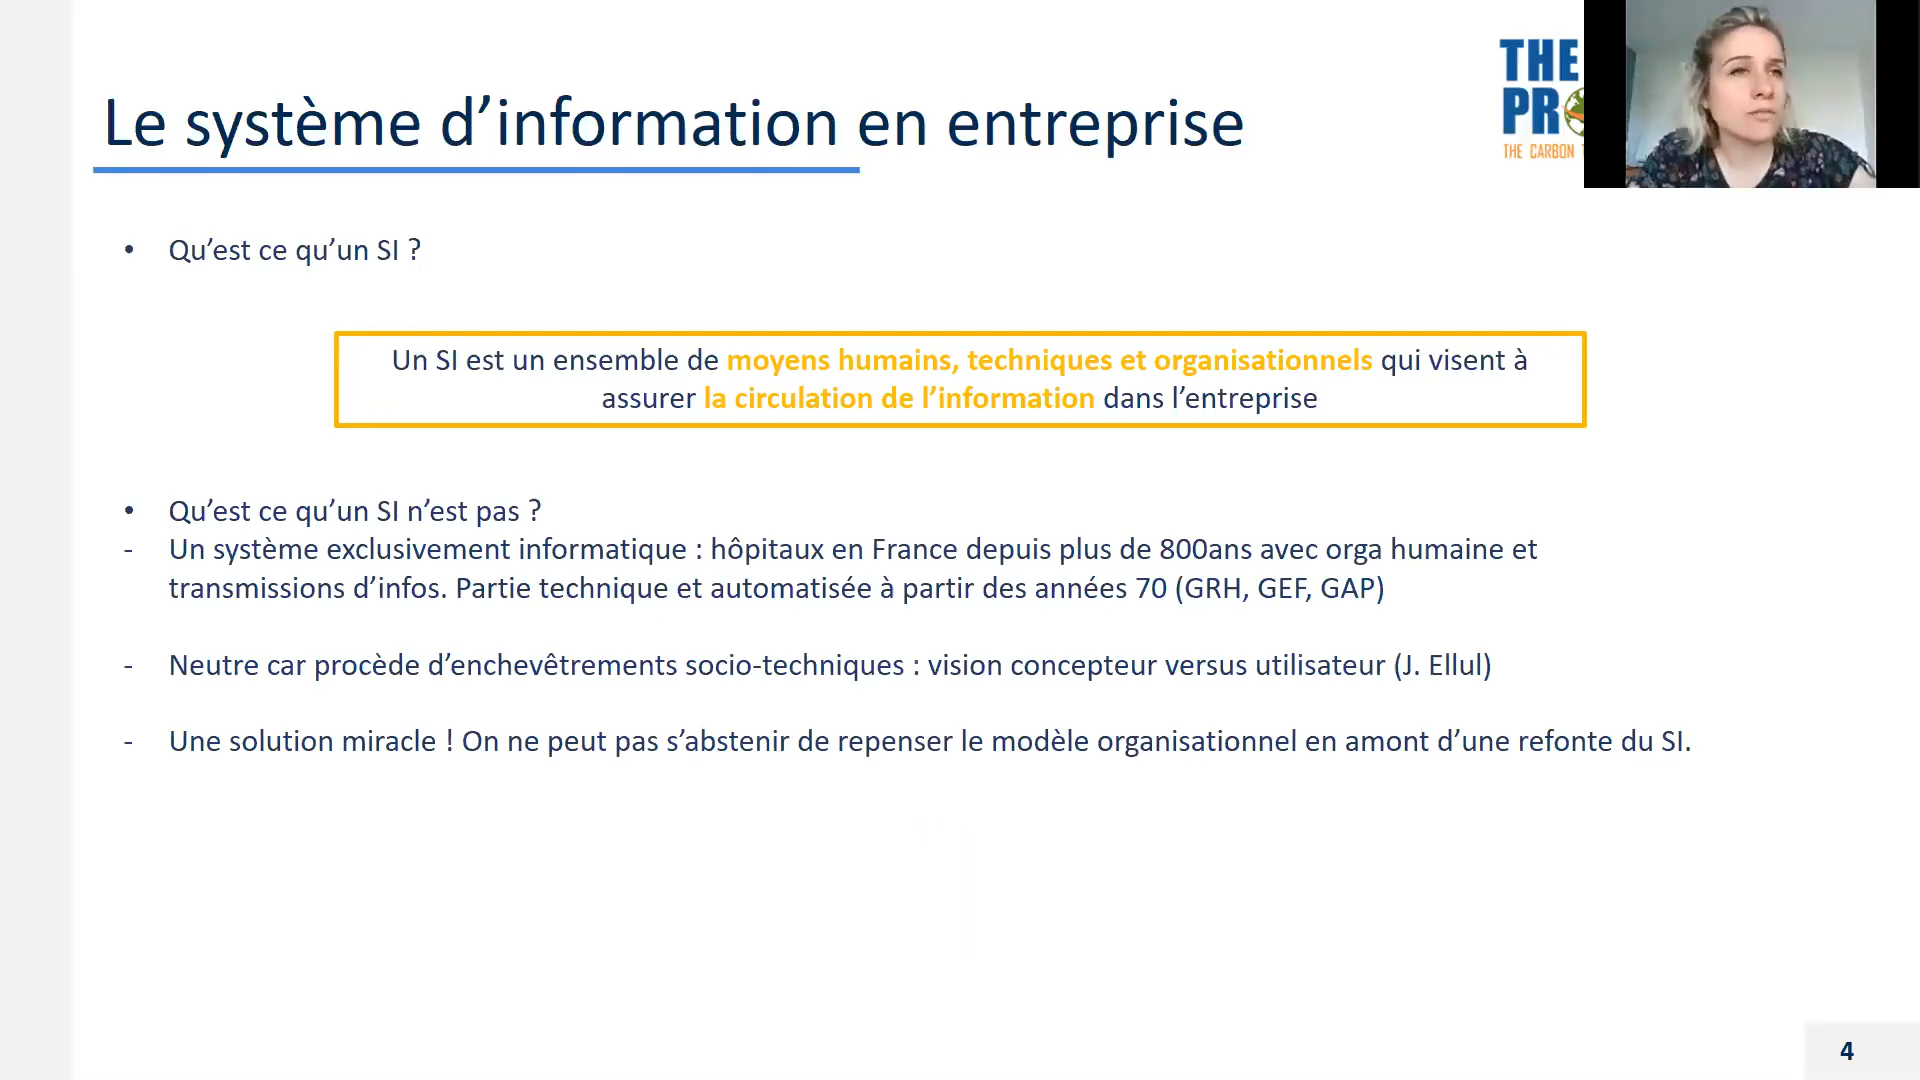 THE
PR
THE CARBON
Le système d’information en entreprise
• Qu’est ce qu’un SI ?
Un SI est un ensemble de moyens humains, techniques et organisationnels qui visent à
assurer la circulation de l’information dans l’entreprise
• Qu’est ce qu’un SI n’est pas ?
- Un système exclusivement informatique : hôpitaux en France depuis plus de 800ans avec orga humaine et
transmissions d’infos. Partie technique et automatisée à partir des années 70 (GRH, GEF, GAP)
- Neutre car procède d’enchevêtrements socio-techniques : vision concepteur versus utilisateur (J. Ellul)
- Une solution miracle ! On ne peut pas s’abstenir de repenser le modèle organisationnel en amont d’une refonte du SI.
4